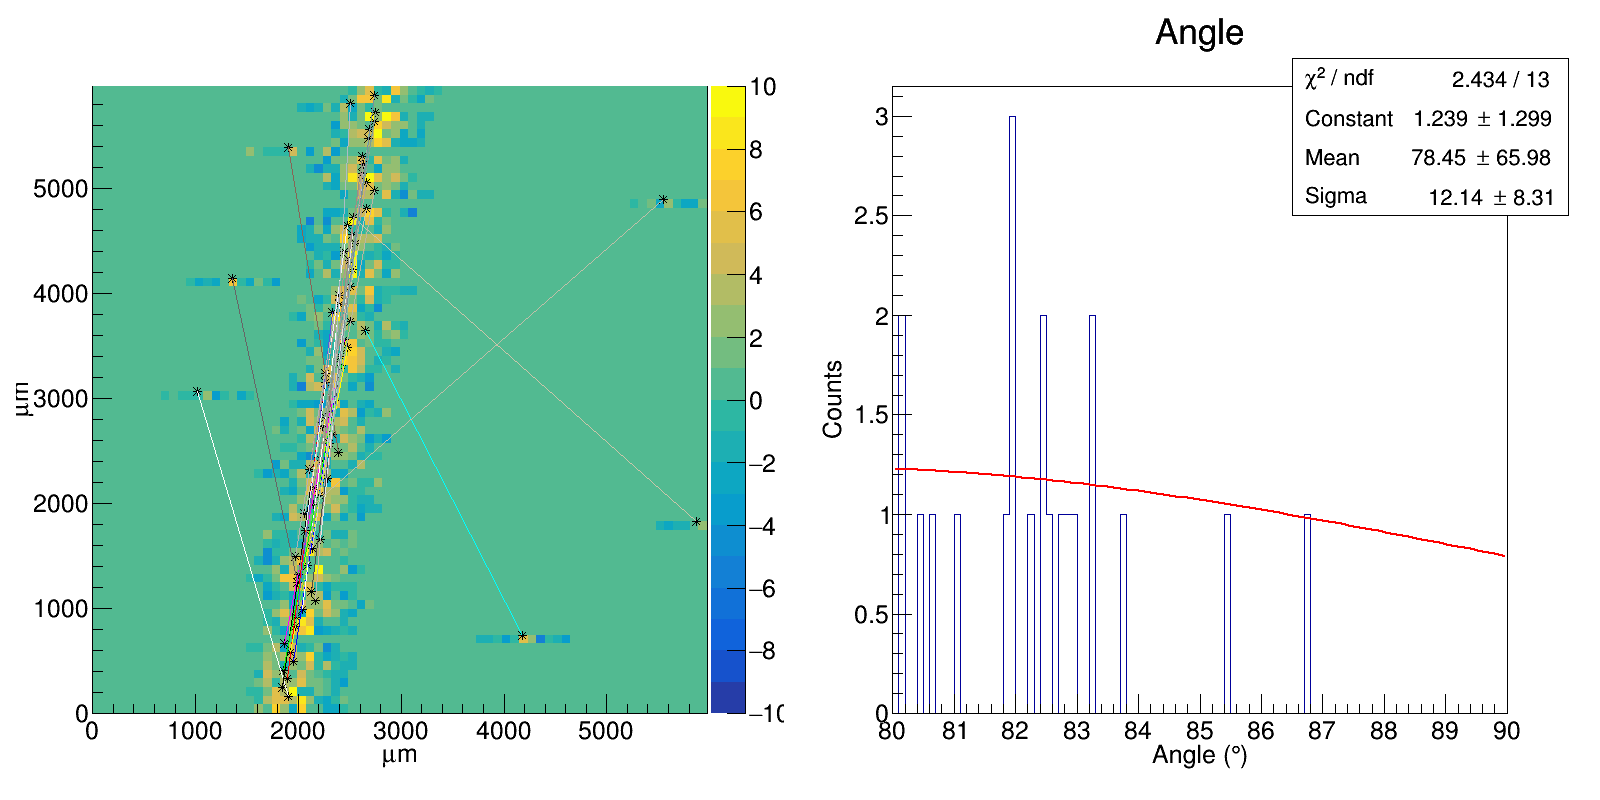 Angle
χ² / ndf 2.434 / 13
Constant 1.239 ± 1.299
Mean 78.45 ± 65.98
Sigma 12.14 ± 8.31
μm
5000
4000
3000
2000
1000
0
0 1000 2000 3000 4000 5000
μm
10
8
6
4
2
0
−2
−4
−6
−8
−10
Counts
3
2.5
2
1.5
1
0.5
0
80 81 82 83 84 85 86 87 88 89 90
Angle (°)